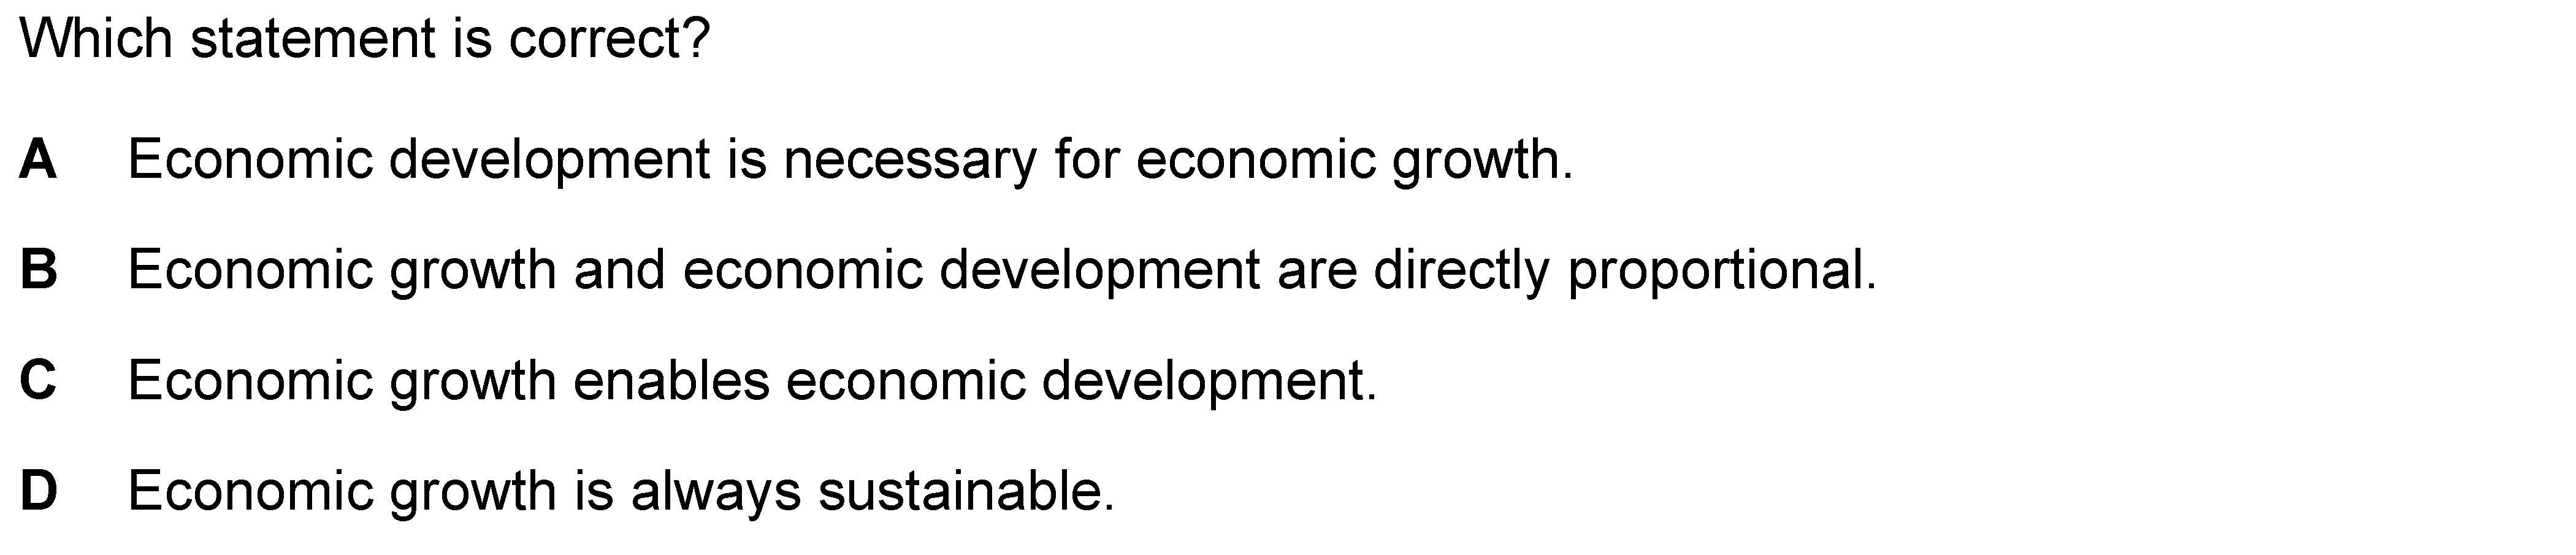 Which statement is correct?
A Economic development is necessary for economic growth.
B Economic growth and economic development are directly proportional.
C Economic growth enables economic development.
D Economic growth is always sustainable.